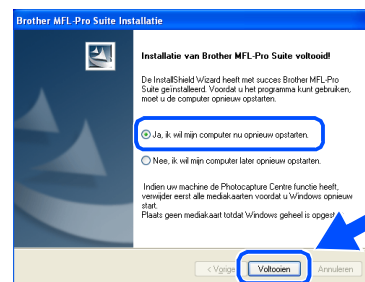 Brother MFL-Pro Suite Installatie
Installatie van Brother MFL-Pro Suite voltooid!
De InstallShield Wizard heeft met succes Brother MFL-Pro
Suite geïnstalleerd. Voordat u het programma kunt gebruiken,
moet u de computer opnieuw opstarten.
Ja, ik wil mijn computer nu opnieuw opstarten.
Nee, ik wil mijn computer later opnieuw opstarten.
Indien uw machine de Photocapture Centre functie heeft,
verwijder eerst alle mediakaarten voordat u Windows opnieuw
start.
Plaats geen mediakaart totdat Windows geheel is
< Vorige
Voltooien
Annuleren